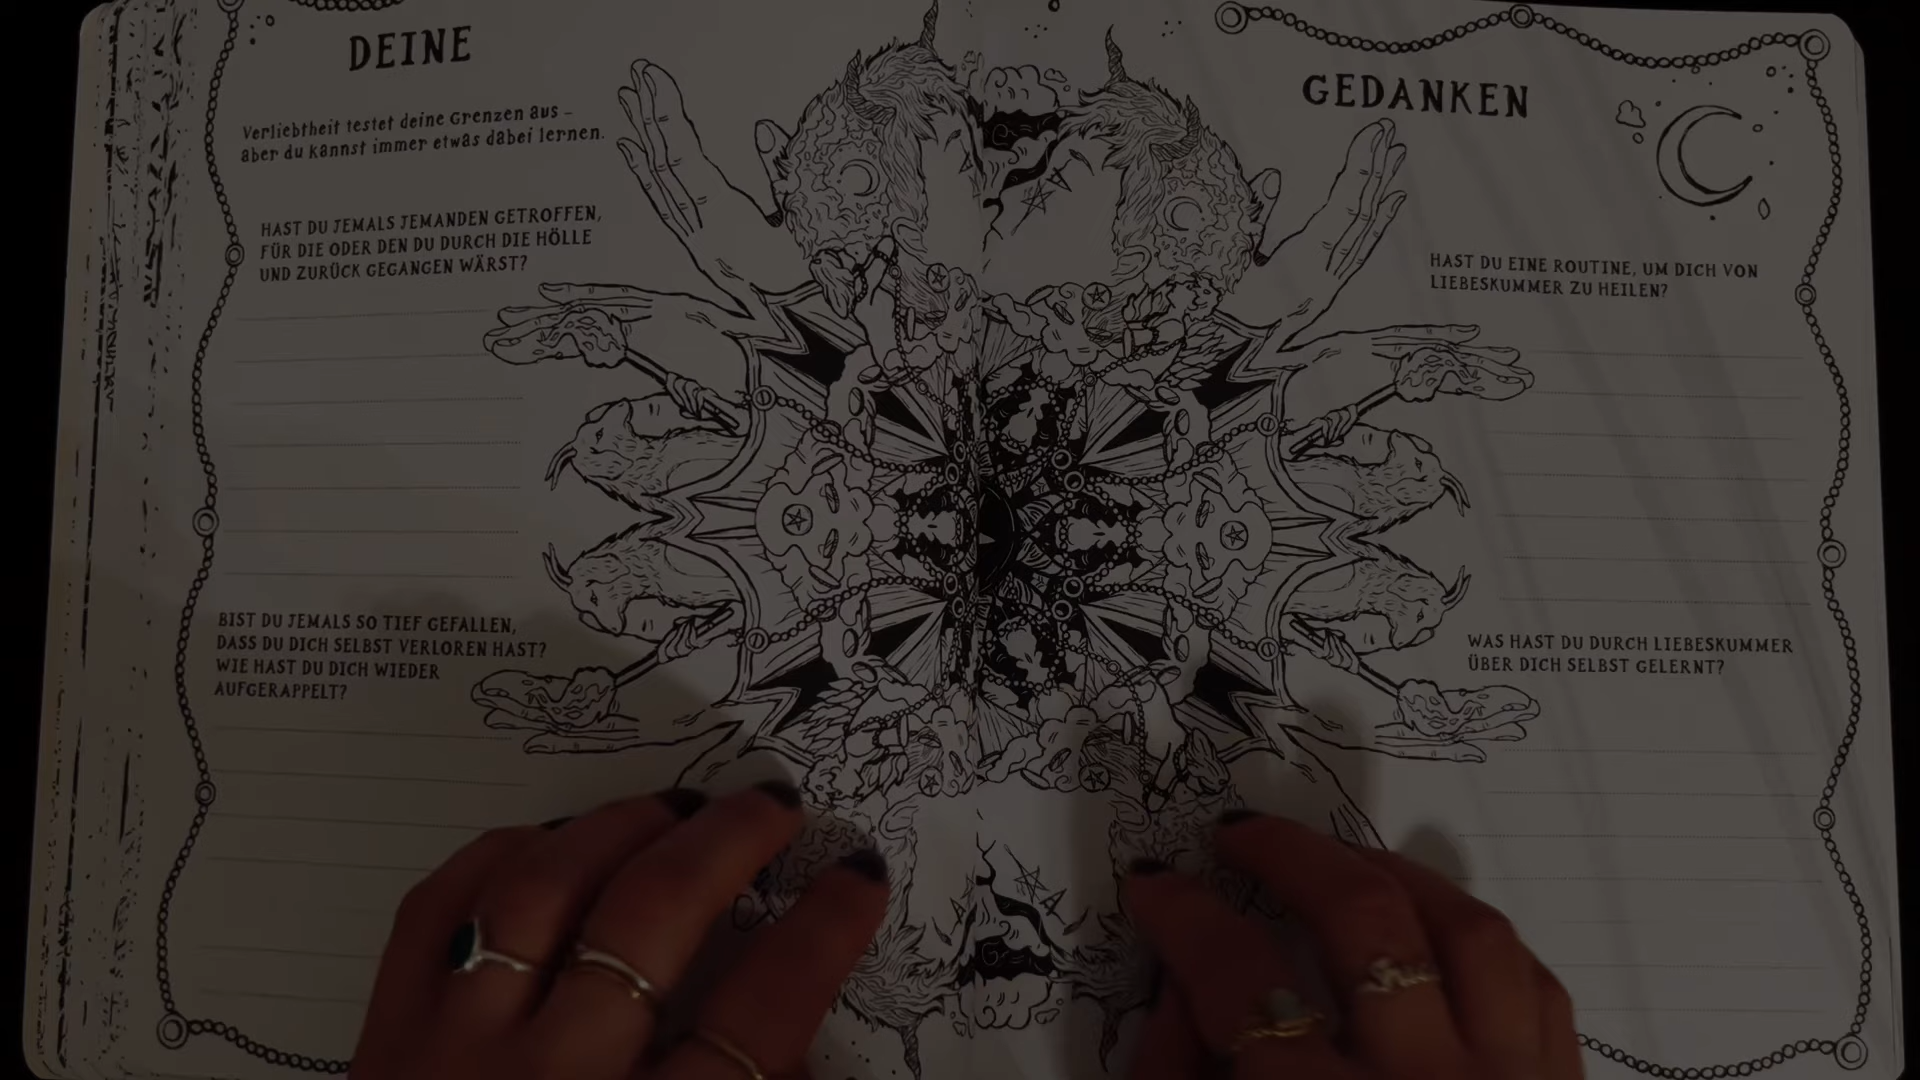 DEINE
Verliebtheit testet deine Grenzen aus –
aber du kannst immer etwas dabei lernen.
HAST DU JEMALS JEMANDEN GETROFFEN,
FÜR DIE ODER DEN DU DURCH DIE HÖLLE
UND ZURÜCK GEGANGEN WÄRST?
BIST DU JEMALS SO TIEF GEFALLEN,
DASS DU DICH SELBST VERLOREN HAST?
WIE HAST DU DICH WIEDER
AUFGERAPPELT?
GEDANKEN
HAST DU EINE ROUTINE, UM DICH VON
LIEBESKUMMER ZU HEILEN?
WAS HAST DU DURCH LIEBESKUMMER
ÜBER DICH SELBST GELERNT?